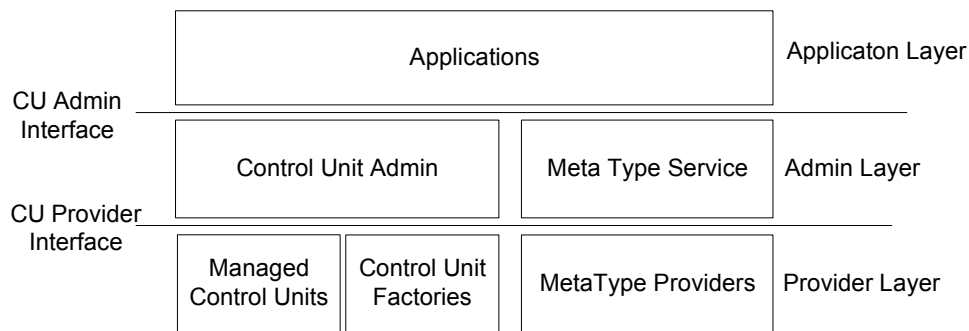 Applications
Applicaton Layer
CU Admin
Interface
Control Unit Admin
Meta Type Service
Admin Layer
CU Provider
Interface
Managed
Control Units
Control Unit
Factories
MetaType Providers
Provider Layer